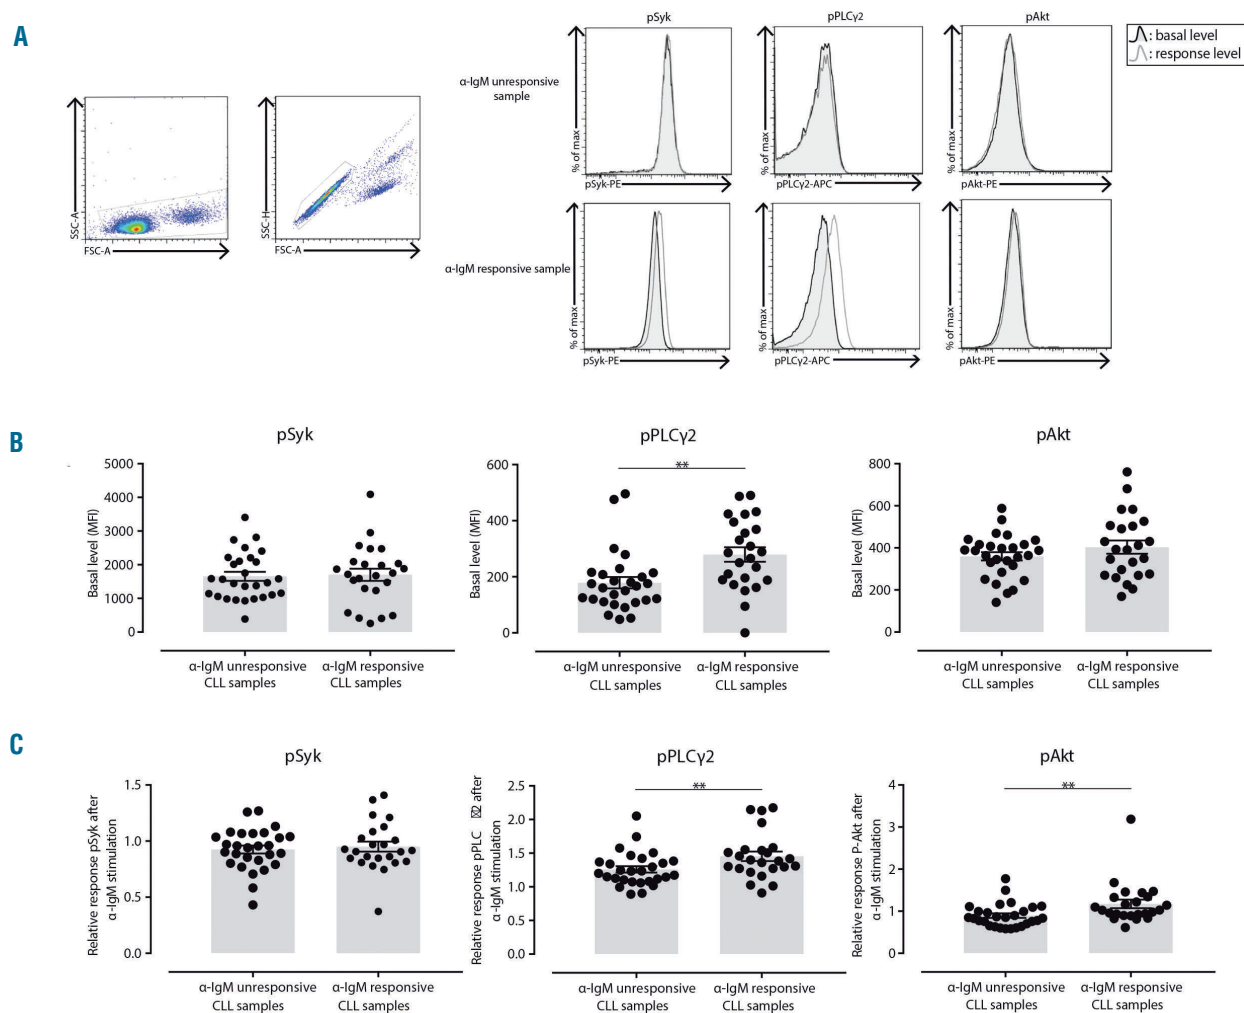 A
pSyk
pPLCγ2
pAkt
: basal level
: response level
α-IgM unresponsive
sample
SSC-A
FSC-A
SSC-H
FSC-A
% of max
pSyk-PE
% of max
pPLCγ2-APC
% of max
pAkt-PE
α-IgM responsive sample
% of max
pSyk-PE
% of max
pPLCγ2-APC
% of max
pAkt-PE
B
pSyk
Basal level (MFI)
5000
4000
3000
2000
1000
0
α-IgM unresponsive
CLL samples
α-IgM responsive
CLL samples
pPLCγ2
**
Basal level (MFI)
600
400
200
0
α-IgM unresponsive
CLL samples
α-IgM responsive
CLL samples
pAkt
Basal level (MFI)
800
600
400
200
0
α-IgM unresponsive
CLL samples
α-IgM responsive
CLL samples
C
pSyk
Relative response pSyk after
α-IgM stimulation
1.5
1.0
0.5
0.0
α-IgM unresponsive
CLL samples
α-IgM responsive
CLL samples
pPLCγ2
**
Relative response pPLC 2 after
α-IgM stimulation
2.5
2.0
1.5
1.0
0.5
0.0
α-IgM unresponsive
CLL samples
α-IgM responsive
CLL samples
pAkt
**
Relative response P-Akt after
α-IgM stimulation
4
3
2
1
0
α-IgM unresponsive
CLL samples
α-IgM responsive
CLL samples